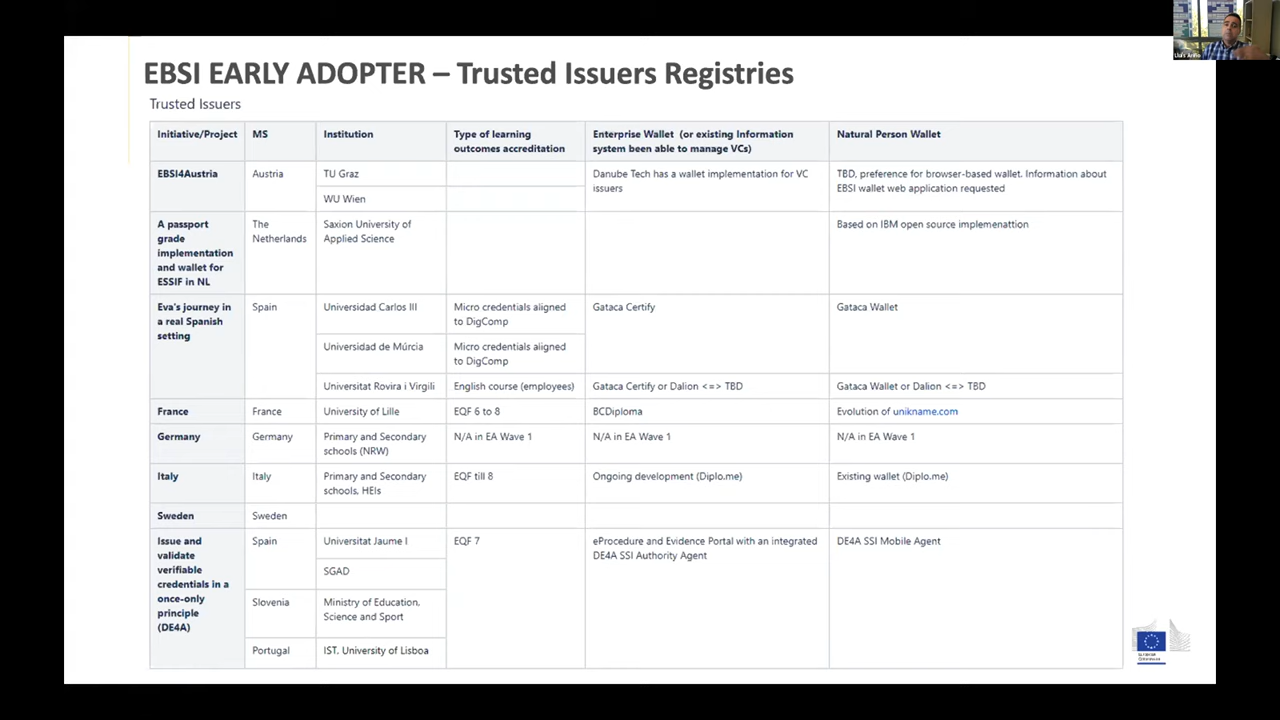 EBSI EARLY ADOPTER – Trusted Issuers Registries
Trusted Issuers
Initiative/Project
MS
Institution
Type of learning
outcomes accreditation
Enterprise Wallet (or existing Information
system been able to manage VCs)
Natural Person Wallet
EBSI4Austria
Austria
TU Graz
WU Wien
Danube Tech has a wallet implementation for VC
issuers
TBD, preference for browser-based wallet. Information about
EBSI wallet web application requested
A passport
grade
implementation
and wallet for
ESSIF in NL
The
Netherlands
Saxion University of
Applied Science
Based on IBM open source implemenattion
Eva's journey in
a real Spanish
setting
Spain
Universidad Carlos III
Micro credentials aligned
to DigComp
Gataca Certify
Gataca Wallet
Universidad de Múrcia
Micro credentials aligned
to DigComp
Universitat Rovira i Virgili
English course (employees)
Gataca Certify or Dalion <=> TBD
Gataca Wallet or Dalion <=> TBD
France
France
University of Lille
EQF 6 to 8
BCDiploma
Evolution of unikname.com
Germany
Germany
Primary and Secondary
schools (NRW)
N/A in EA Wave 1
N/A in EA Wave 1
N/A in EA Wave 1
Italy
Italy
Primary and Secondary
schools, HEIs
EQF till 8
Ongoing development (Diplo.me)
Existing wallet (Diplo.me)
Sweden
Sweden
Issue and
validate
verifiable
credentials in a
once-only
principle
(DE4A)
Spain
Universitat Jaume I
EQF 7
eProcedure and Evidence Portal with an integrated
DE4A SSI Authority Agent
DE4A SSI Mobile Agent
SGAD
Slovenia
Ministry of Education,
Science and Sport
Portugal
IST, University of Lisboa